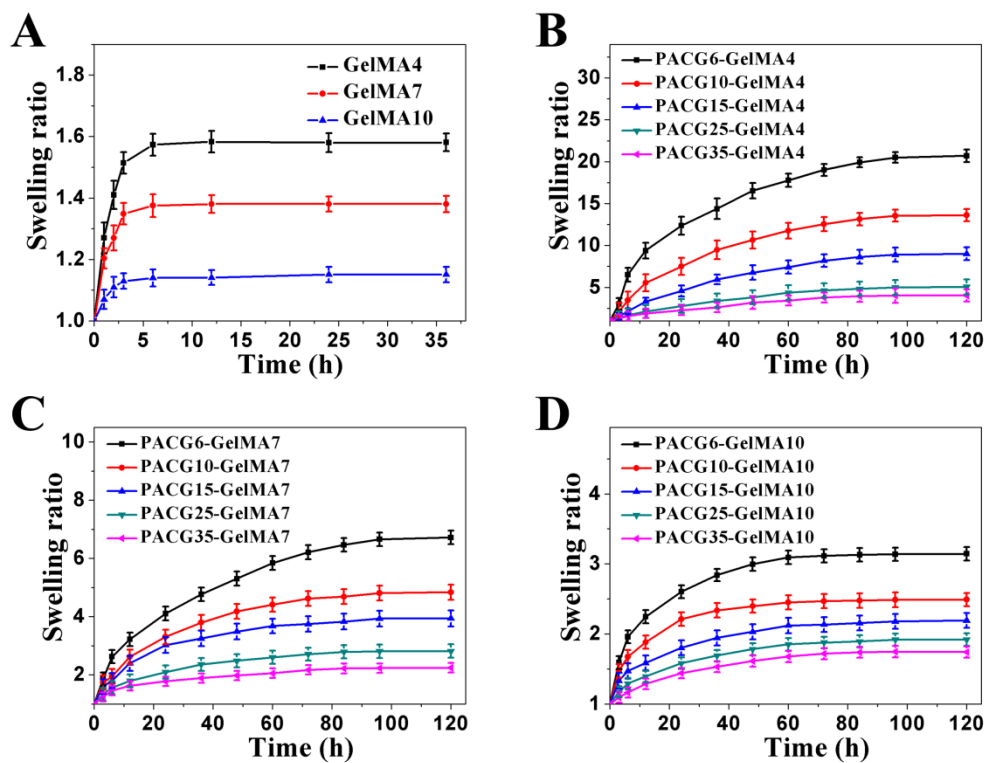 A
GelMA4
GelMA7
GelMA10
1.8
1.6
1.4
1.2
1.0
Swelling ratio
0 5 10 15 20 25 30 35
Time (h)
B
PACG6-GelMA4
PACG10-GelMA4
PACG15-GelMA4
PACG25-GelMA4
PACG35-GelMA4
30
25
20
15
10
5
Swelling ratio
0 20 40 60 80 100 120
Time (h)
C
PACG6-GelMA7
PACG10-GelMA7
PACG15-GelMA7
PACG25-GelMA7
PACG35-GelMA7
10
8
6
4
2
Swelling ratio
0 20 40 60 80 100 120
Time (h)
D
PACG6-GelMA10
PACG10-GelMA10
PACG15-GelMA10
PACG25-GelMA10
PACG35-GelMA10
4
3
2
1
Swelling ratio
0 20 40 60 80 100 120
Time (h)